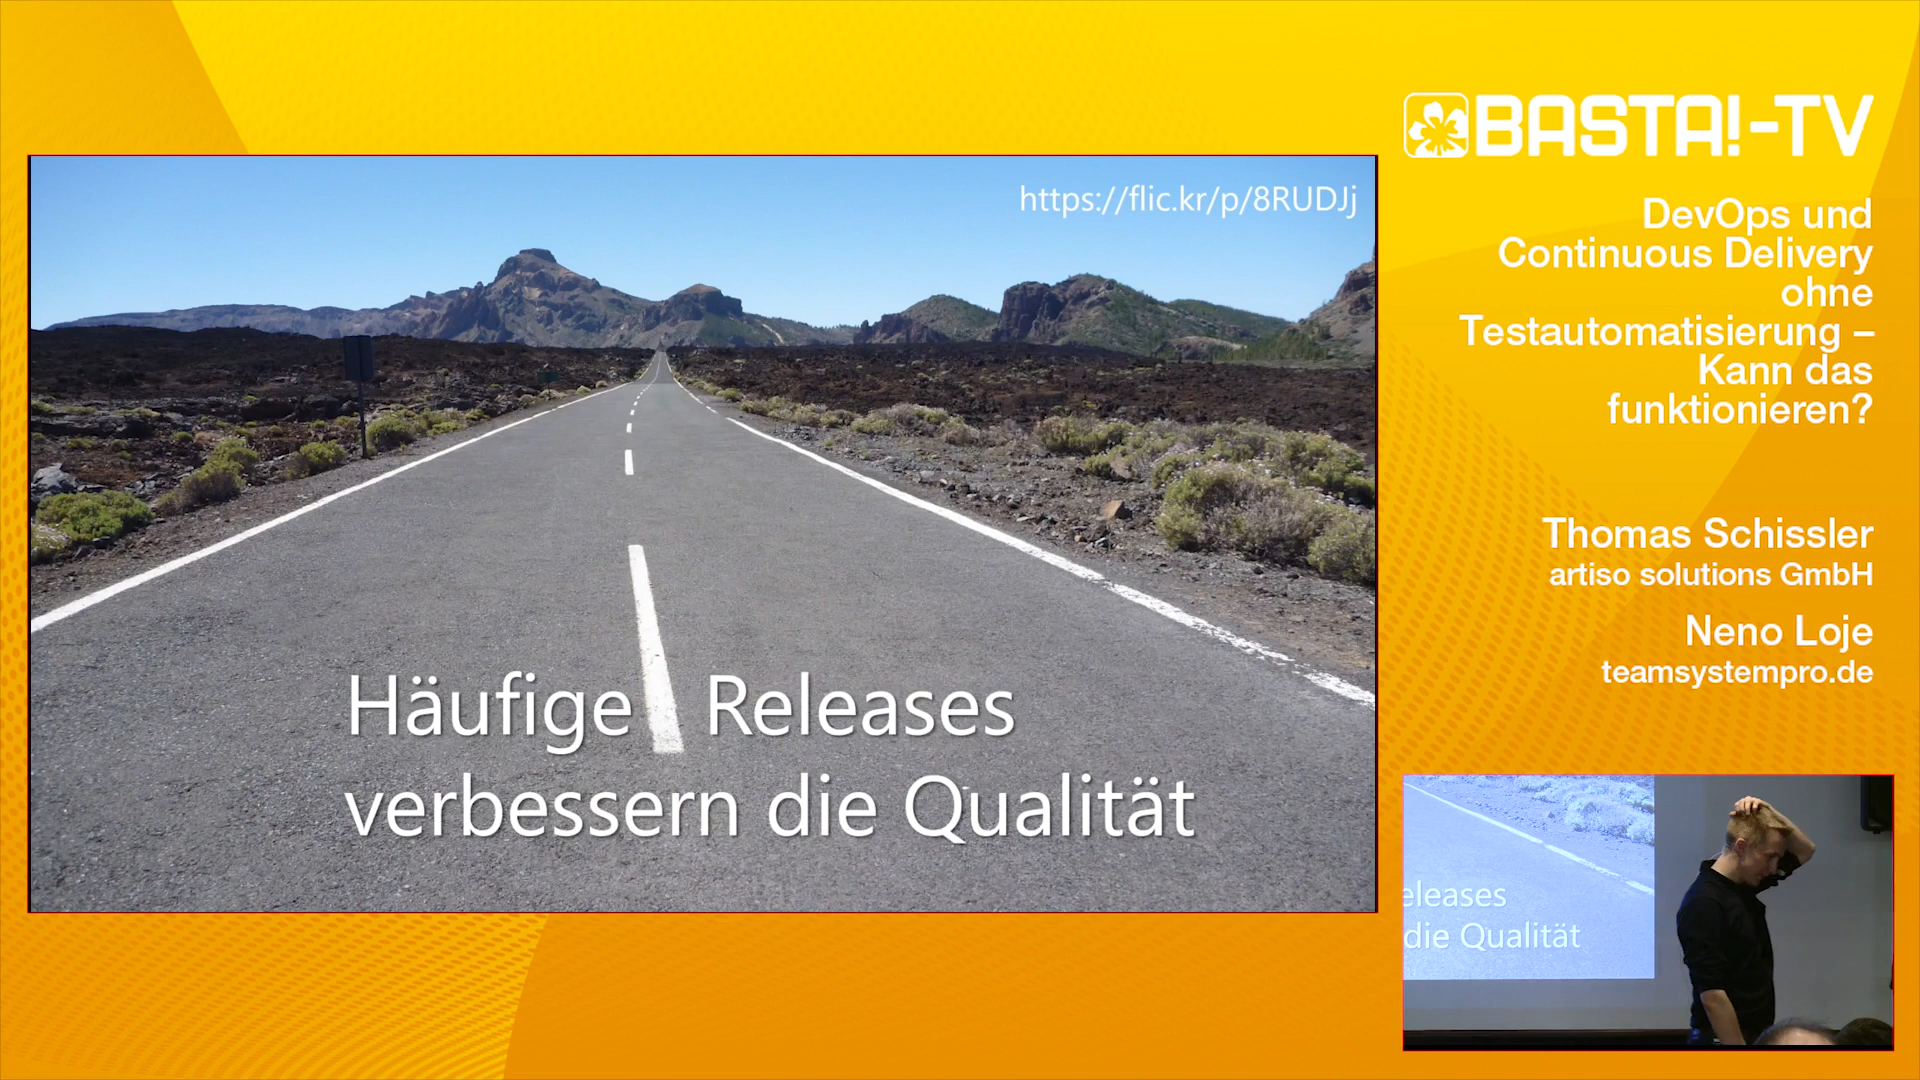 https://flic.kr/p/8RUDJj
Häufige Releases
verbessern die Qualität
BASTA!-TV
DevOps und
Continuous Delivery
ohne
Testautomatisierung –
Kann das
funktionieren?
Thomas Schissler
artiso solutions GmbH
Neno Loje
teamsystempro.de
eleases
die Qualität